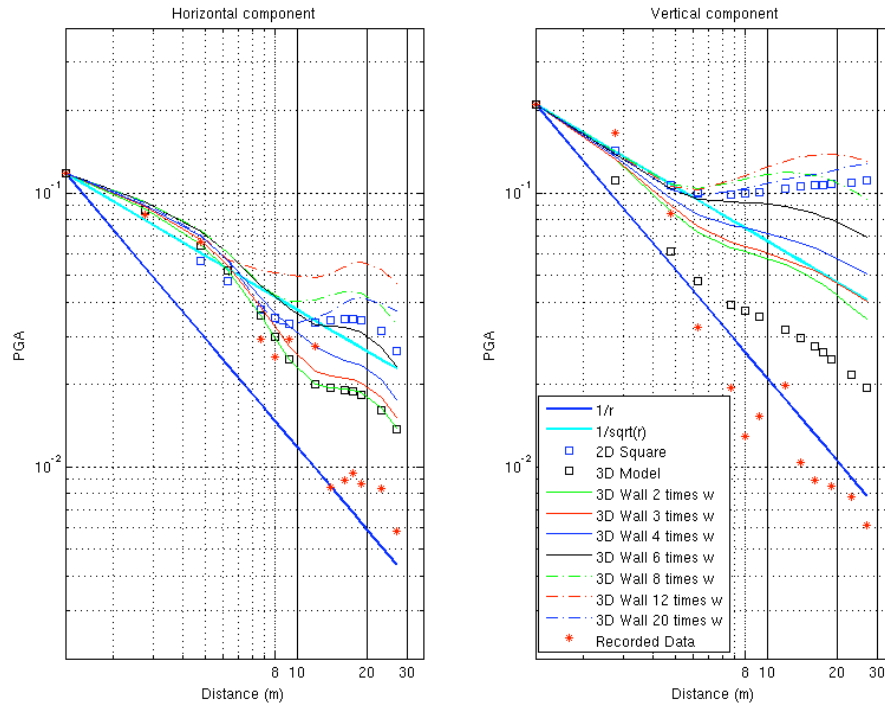 Horizontal component
Vertical component
PGA
10^-1
10^-2
8 10 20 30
Distance (m)
PGA
10^-1
10^-2
8 10 20 30
Distance (m)
1/r
1/sqrt(r)
2D Square
3D Model
3D Wall 2 times w
3D Wall 3 times w
3D Wall 4 times w
3D Wall 6 times w
3D Wall 8 times w
3D Wall 12 times w
3D Wall 20 times w
Recorded Data